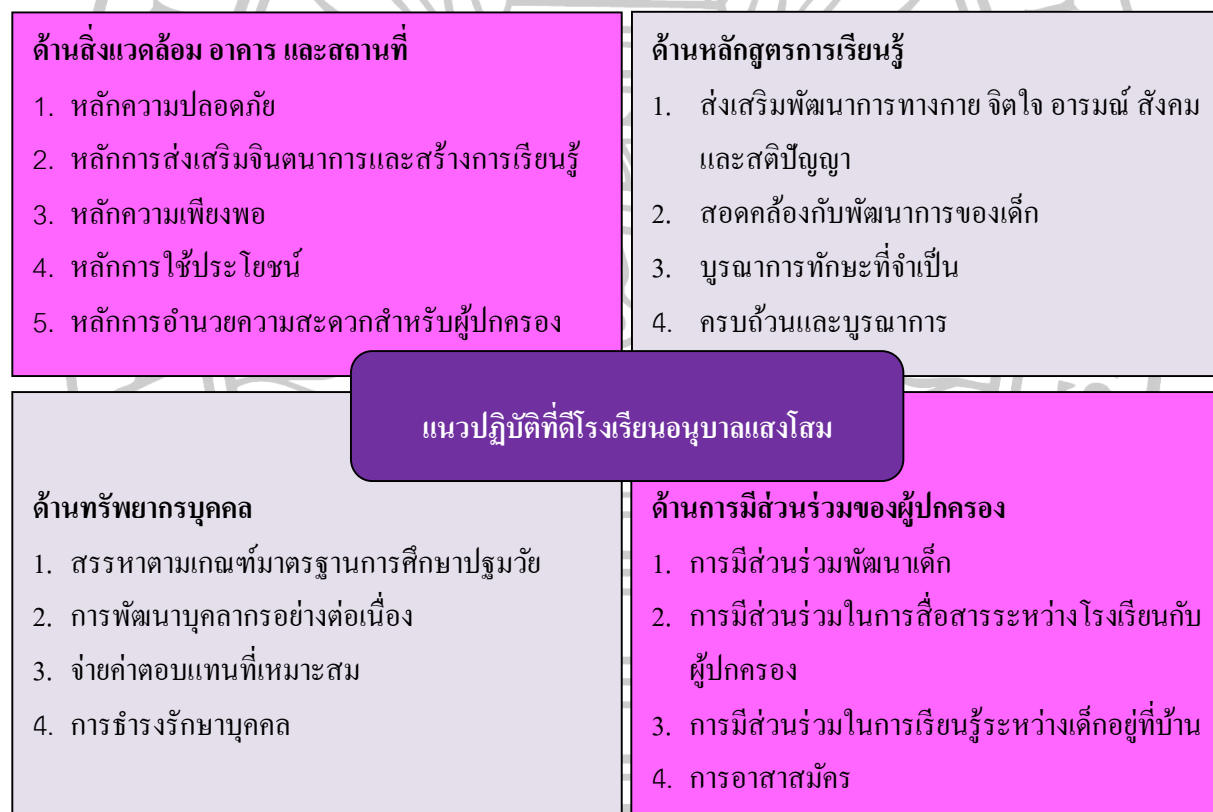 ด้านสิ่งแวดล้อม อาคาร และสถานที่
1. หลักความปลอดภัย
2. หลักการส่งเสริมจินตนาการและสร้างการเรียนรู้
3. หลักความเพียงพอ
4. หลักการใช้ประโยชน์
5. หลักการอำนวยความสะดวกสำหรับผู้ปกครอง
ด้านหลักสูตรการเรียนรู้
1. ส่งเสริมพัฒนาการทางกาย จิตใจ อารมณ์ สังคม
และสติปัญญา
2. สอดคล้องกับพัฒนาการของเด็ก
3. บูรณาการทักษะที่จำเป็น
4. ครบถ้วนและบูรณาการ
แนวปฏิบัติที่ดีโรงเรียนอนุบาลแสงโสม
ด้านทรัพยากรบุคคล
1. สรรหาตามเกณฑ์มาตรฐานการศึกษาปฐมวัย
2. การพัฒนาบุคลากรอย่างต่อเนื่อง
3. จ่ายค่าตอบแทนที่เหมาะสม
4. การธำรงรักษาบุคคล
ด้านการมีส่วนร่วมของผู้ปกครอง
1. การมีส่วนร่วมพัฒนาเด็ก
2. การมีส่วนร่วมในการสื่อสารระหว่างโรงเรียนกับ
ผู้ปกครอง
3. การมีส่วนร่วมในการเรียนรู้ระหว่างเด็กอยู่ที่บ้าน
4. การอาสาสมัคร